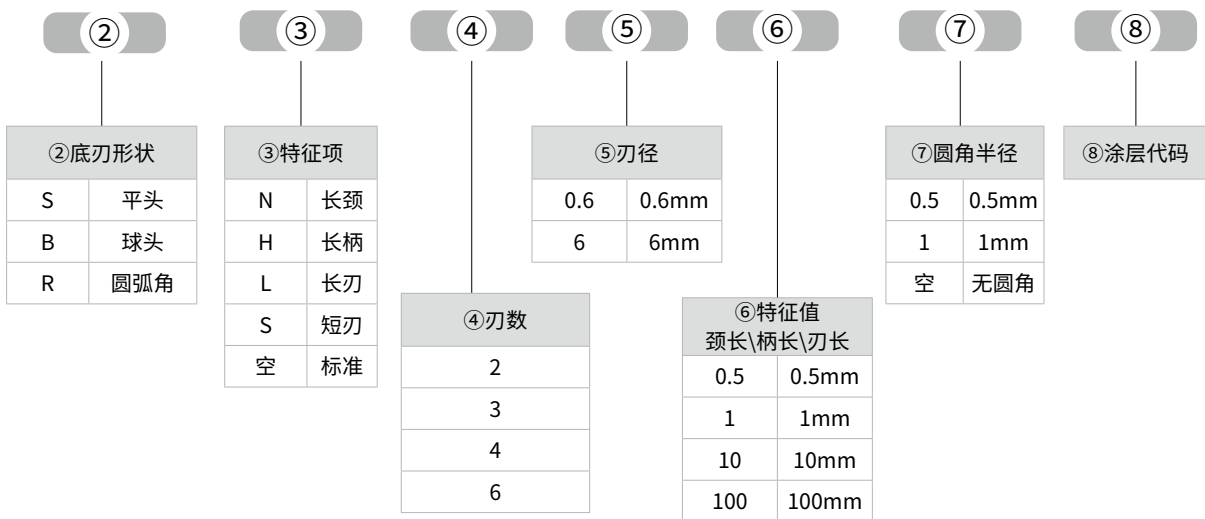 ② ③ ④ ⑤ ⑥ ⑦ ⑧
②底刃形状
S 平头
B 球头
R 圆弧角
③特征项
N 长颈
H 长柄
L 长刃
S 短刃
空 标准
④刃数
2
3
4
6
⑤刃径
0.6 0.6mm
6 6mm
⑥特征值
颈长\柄长\刃长
0.5 0.5mm
1 1mm
10 10mm
100 100mm
⑦圆角半径
0.5 0.5mm
1 1mm
空 无圆角
⑧涂层代码